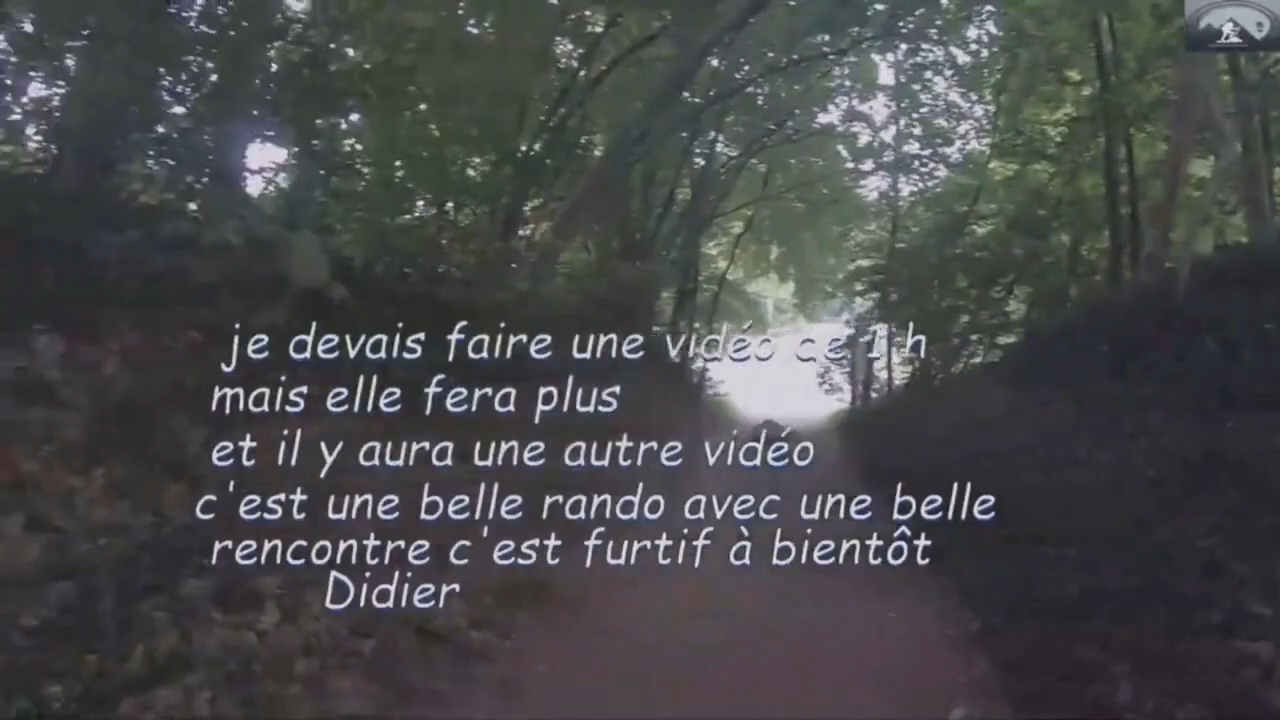 je devais faire une vidéo de 1 h
mais elle fera plus
et il y aura une autre vidéo
c'est une belle rando avec une belle
rencontre c'est furtif à bientôt
Didier